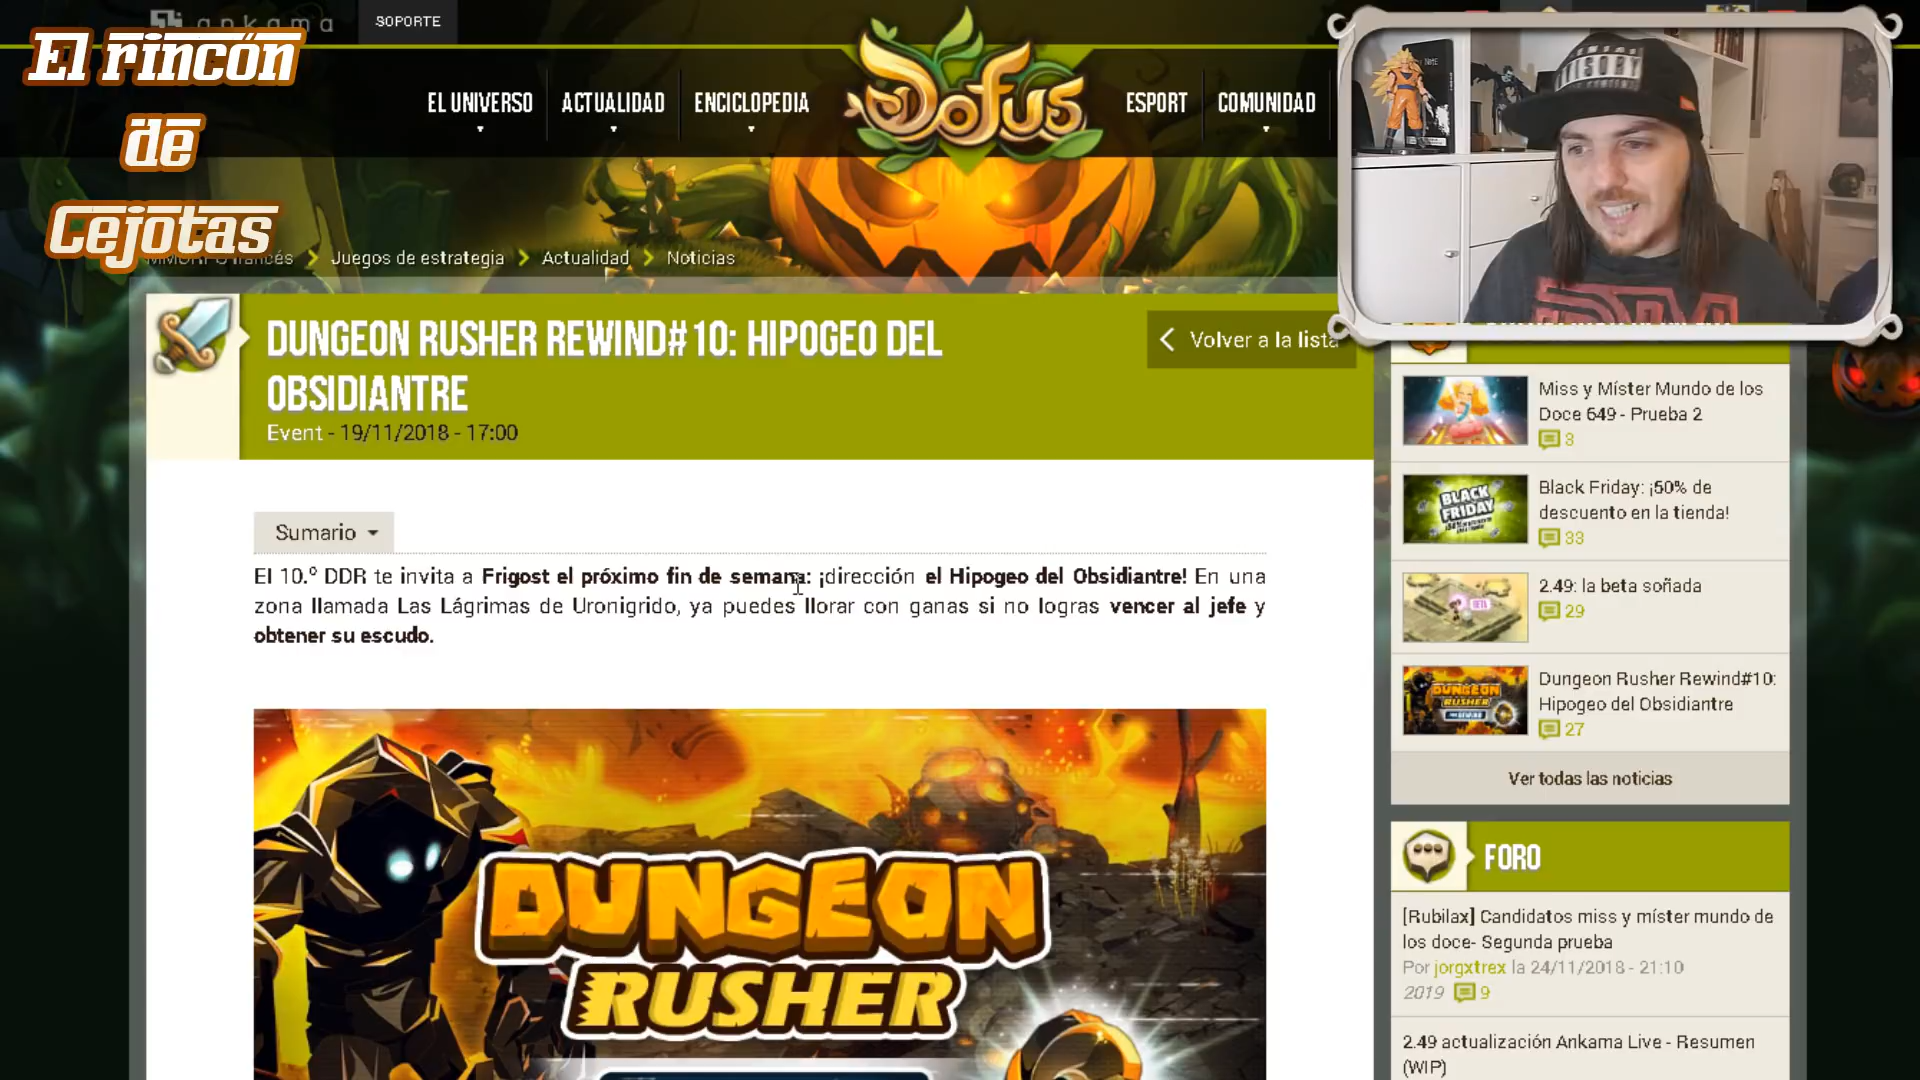 ankama
SOPORTE
El rincón
de
Cejotas
EL UNIVERSO
ACTUALIDAD
ENCICLOPEDIA
DOFUS
ESPORT
COMUNIDAD
Juegos de estrategia
Actualidad
Noticias
DUNGEON RUSHER REWIND#10: HIPOGEO DEL
OBSIDIANTRE
Event - 19/11/2018 - 17:00
Volver a la lista
Sumario
El 10.º DDR te invita a Frigost el próximo fin de semana: ¡dirección el Hipogeo del Obsidiantre! En una
zona llamada Las Lágrimas de Uronigrido, ya puedes llorar con ganas si no logras vencer al jefe y
obtener su escudo.
DUNGEON
RUSHER
Miss y Míster Mundo de los
Doce 649 - Prueba 2
3
BLACK
FRIDAY
Black Friday: ¡50% de
descuento en la tienda!
33
BETA
2.49: la beta soñada
29
DUNGEON
RUSHER
Dungeon Rusher Rewind#10:
Hipogeo del Obsidiantre
27
Ver todas las noticias
FORO
[Rubilax] Candidatos miss y míster mundo de
los doce- Segunda prueba
Por jorgxtrex la 24/11/2018 - 21:10
2019 9
2.49 actualización Ankama Live - Resumen
(WIP)